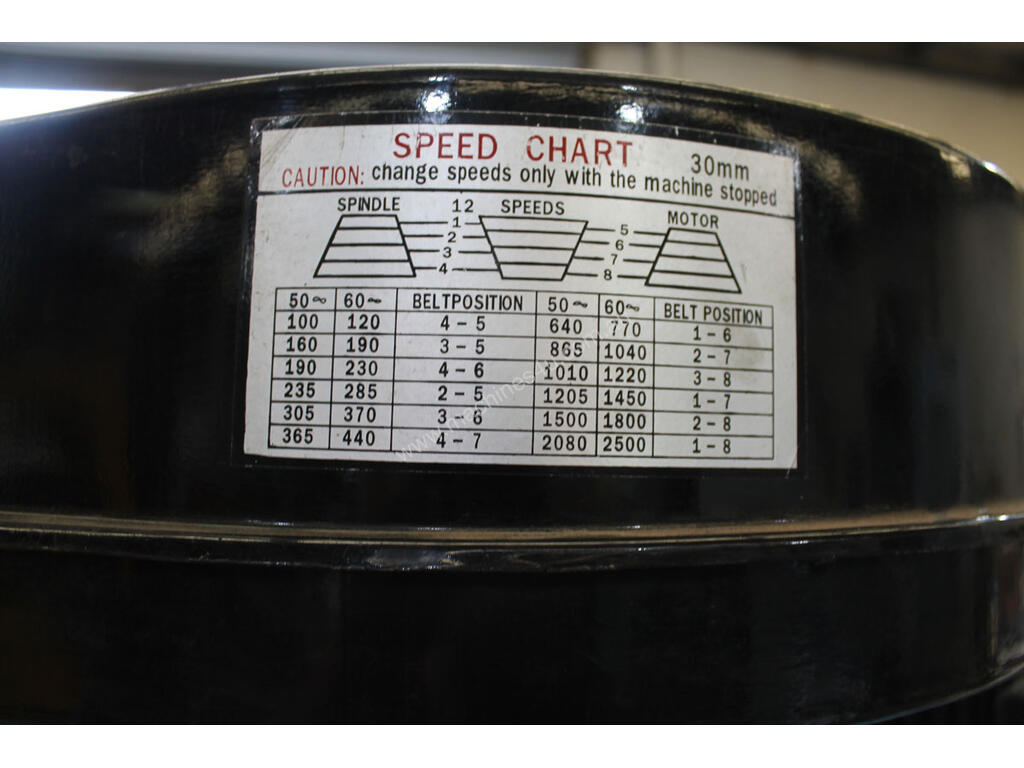 SPEED CHART 30mm
CAUTION: change speeds only with the machine stopped
SPINDLE 12 SPEEDS MOTOR
1 5
2 6
3 7
4 8
50~ 60~ BELTPOSITION 50~ 60~ BELT POSITION
100 120 4 - 5 640 770 1 - 6
160 190 3 - 5 865 1040 2 - 7
190 230 4 - 6 1010 1220 3 - 8
235 285 2 - 5 1205 1450 1 - 7
305 370 3 - 6 1500 1800 2 - 8
365 440 4 - 7 2080 2500 1 - 8